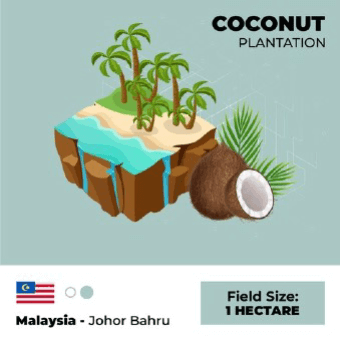 COCONUT
PLANTATION
Malaysia - Johor Bahru
Field Size:
1 HECTARE